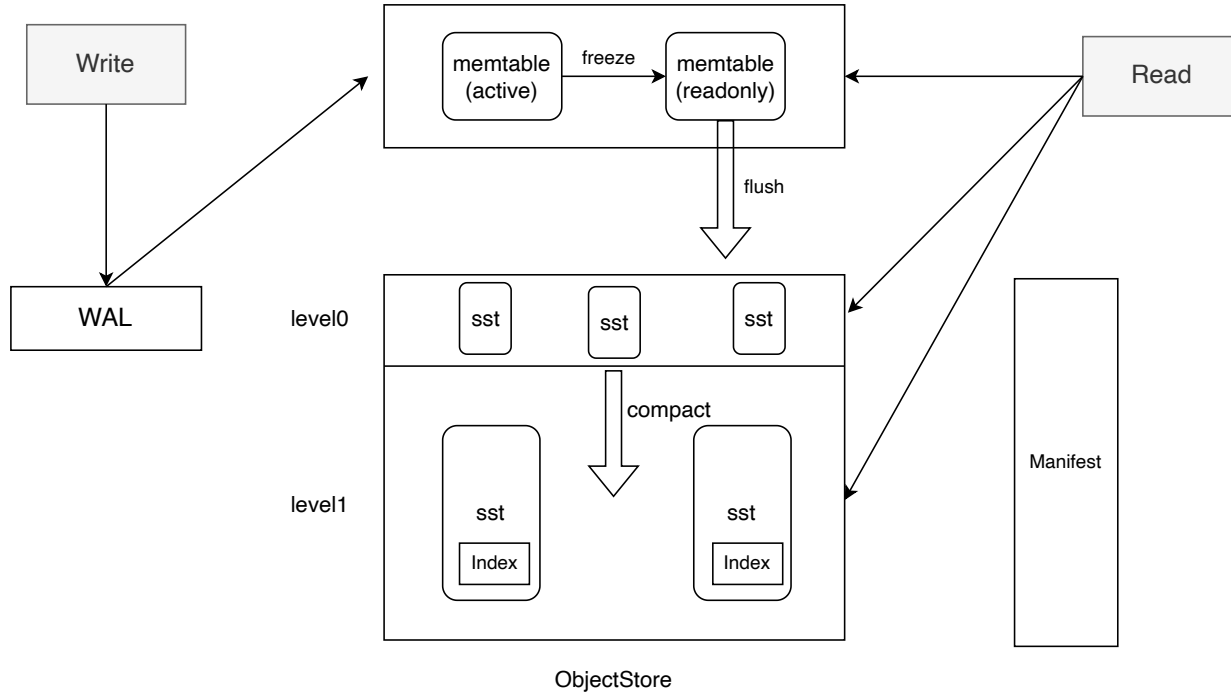 Write
memtable
(active)
freeze
memtable
(readonly)
Read
flush
WAL
level0
sst
sst
sst
compact
level1
sst
Index
sst
Index
Manifest
ObjectStore